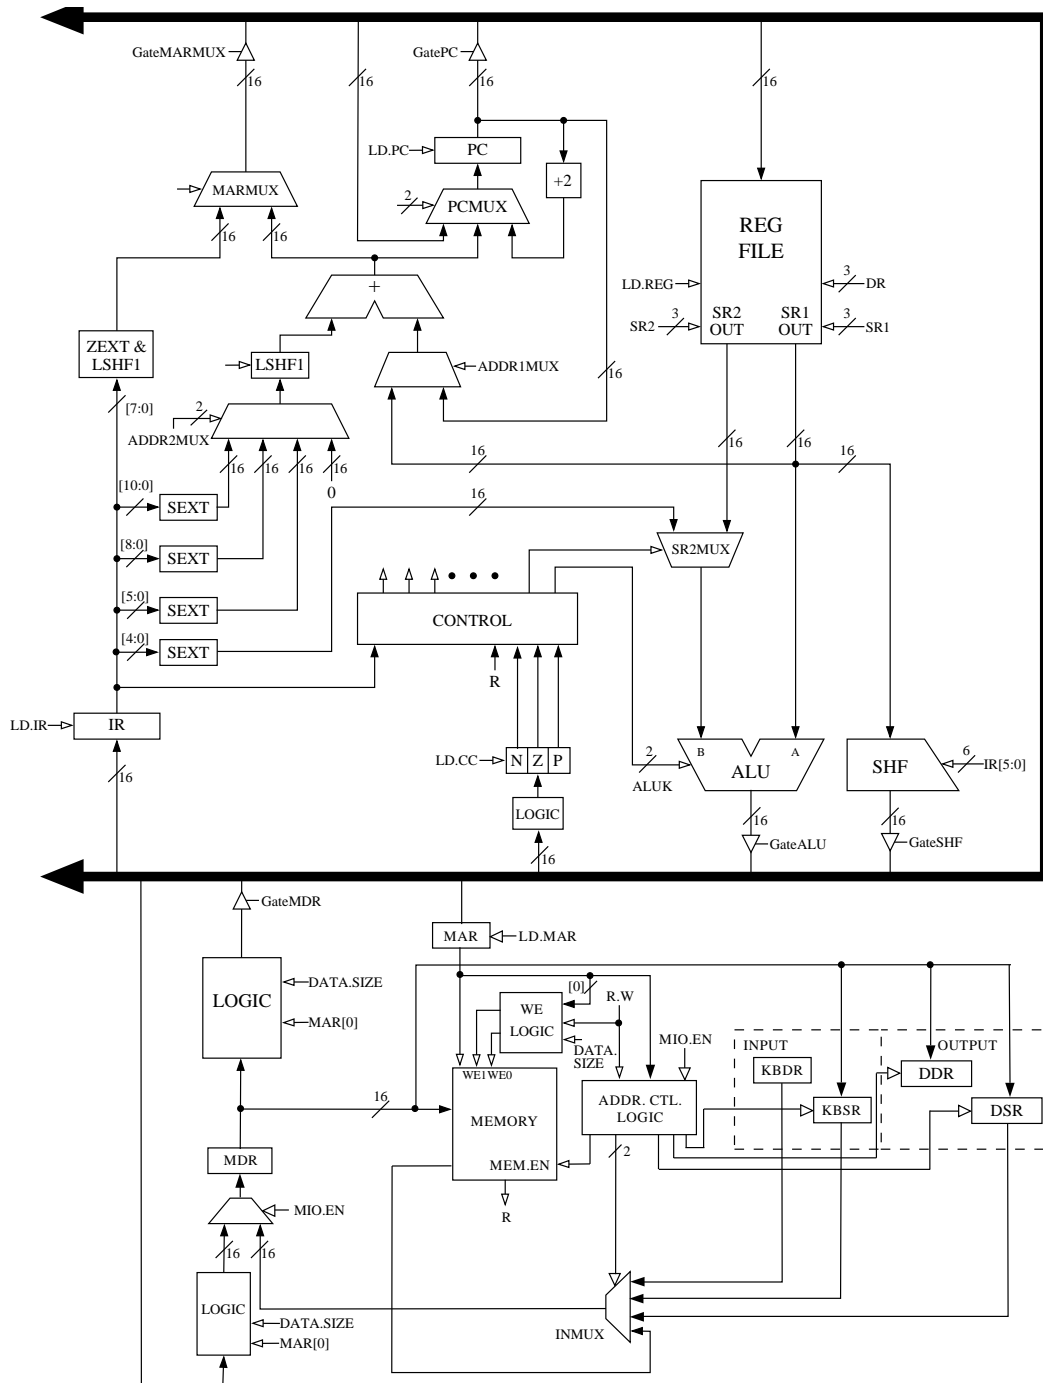 GateMARMUX
GatePC
16
16
16
16
LD.PC
PC
+2
MARMUX
2
PCMUX
REG
FILE
16
16
LD.REG
3
DR
+
SR2
OUT
SR1
OUT
SR2
3
3
SR1
ZEXT &
LSHF1
LSHF1
ADDR1MUX
16
[7:0]
2
ADDR2MUX
16
16
16
16
16
16
16
16
0
[10:0]
SEXT
16
[8:0]
SEXT
SR2MUX
[5:0]
SEXT
CONTROL
[4:0]
SEXT
R
LD.IR
IR
LD.CC
N Z P
2
ALUK
B
A
ALU
SHF
6
IR[5:0]
16
LOGIC
16
16
GateALU
GateSHF
16
GateMDR
MAR
LD.MAR
LOGIC
DATA.SIZE
MAR[0]
[0]
R.W
WE
LOGIC
DATA.
SIZE
MIO.EN
INPUT
OUTPUT
KBDR
DDR
WE1 WE0
16
MEMORY
ADDR. CTL.
LOGIC
KBSR
DSR
MDR
MEM.EN
2
R
MIO.EN
16
16
LOGIC
DATA.SIZE
MAR[0]
INMUX